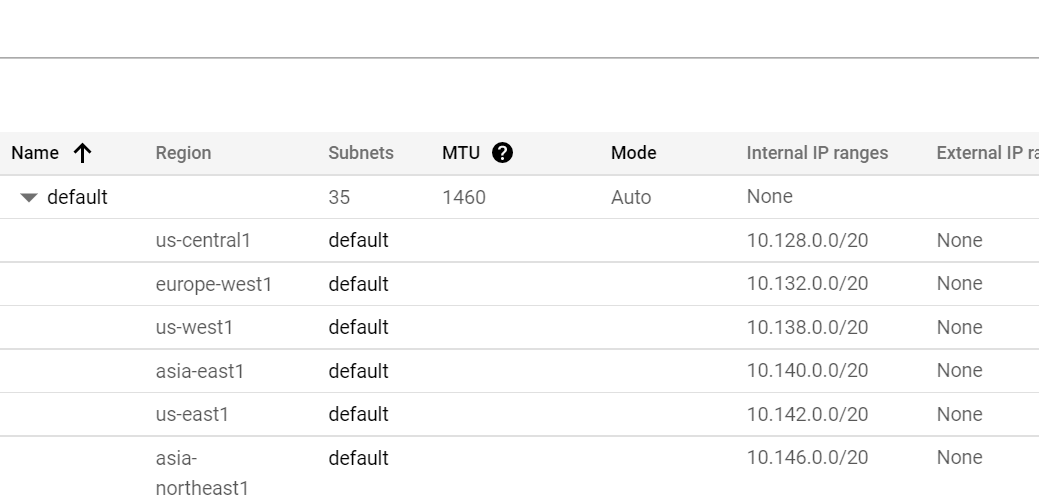 Name Region Subnets MTU Mode Internal IP ranges External IP
default 35 1460 Auto None
us-central1 default 10.128.0.0/20 None
europe-west1 default 10.132.0.0/20 None
us-west1 default 10.138.0.0/20 None
asia-east1 default 10.140.0.0/20 None
us-east1 default 10.142.0.0/20 None
asia- default 10.146.0.0/20 None
northeast1